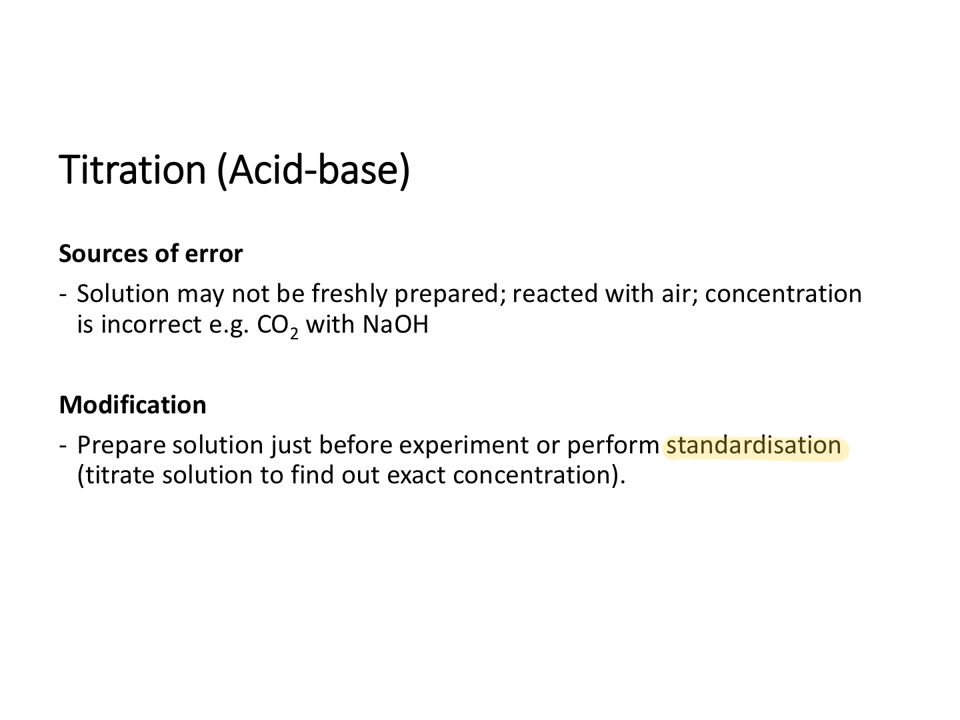 Titration (Acid-base)
Sources of error
- Solution may not be freshly prepared; reacted with air; concentration
is incorrect e.g. CO₂ with NaOH
Modification
- Prepare solution just before experiment or perform standardisation
(titrate solution to find out exact concentration).